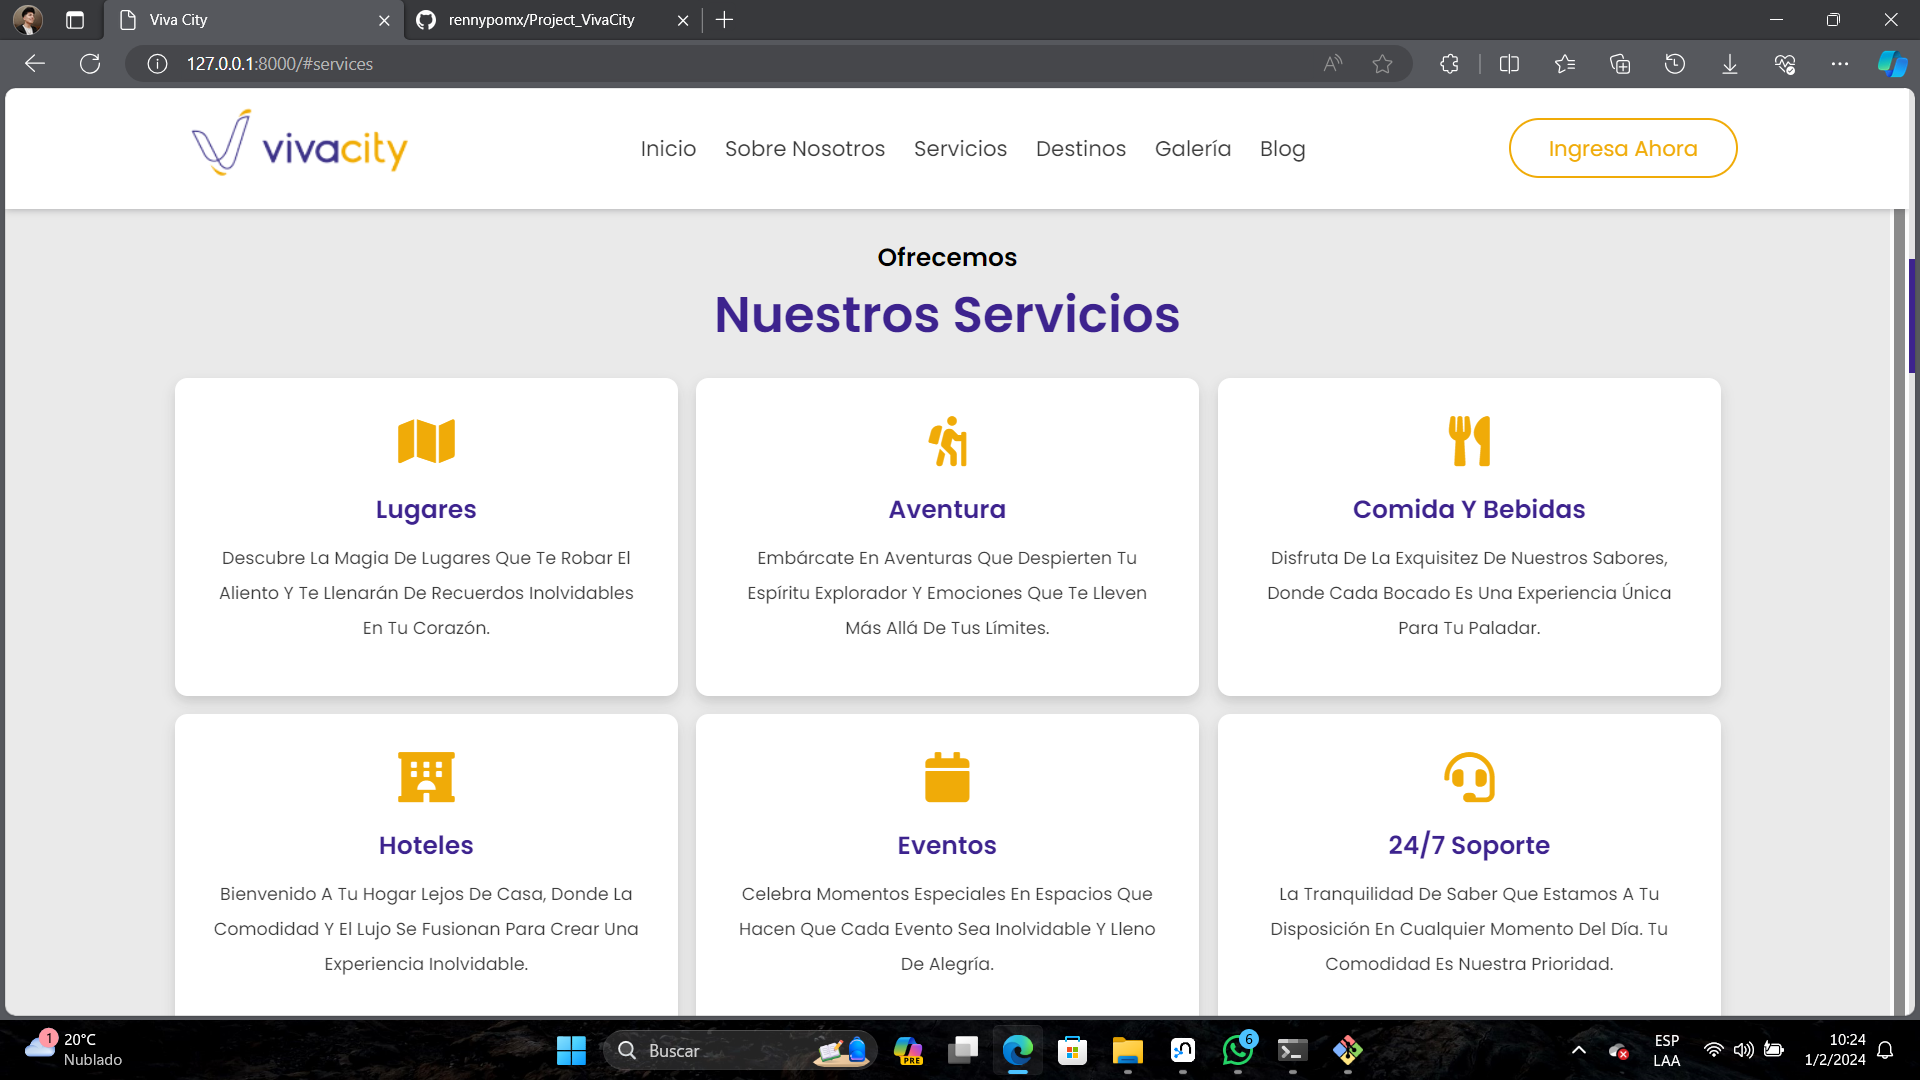 Viva City
rennypomx/Project_VivaCity
127.0.0.1:8000/#services
vivacity
Inicio
Sobre Nosotros
Servicios
Destinos
Galería
Blog
Ingresa Ahora
Ofrecemos
Nuestros Servicios
Lugares
Descubre La Magia De Lugares Que Te Robar El
Aliento Y Te Llenarán De Recuerdos Inolvidables
En Tu Corazón.
Aventura
Embárcate En Aventuras Que Despierten Tu
Espíritu Explorador Y Emociones Que Te Lleven
Más Allá De Tus Límites.
Comida Y Bebidas
Disfruta De La Exquisitez De Nuestros Sabores,
Donde Cada Bocado Es Una Experiencia Única
Para Tu Paladar.
Hoteles
Bienvenido A Tu Hogar Lejos De Casa, Donde La
Comodidad Y El Lujo Se Fusionan Para Crear Una
Experiencia Inolvidable.
Eventos
Celebra Momentos Especiales En Espacios Que
Hacen Que Cada Evento Sea Inolvidable Y Lleno
De Alegría.
24/7 Soporte
La Tranquilidad De Saber Que Estamos A Tu
Disposición En Cualquier Momento Del Día. Tu
Comodidad Es Nuestra Prioridad.
1
20°C
Nublado
Buscar
PRE
6
ESP
LAA
10:24
1/2/2024